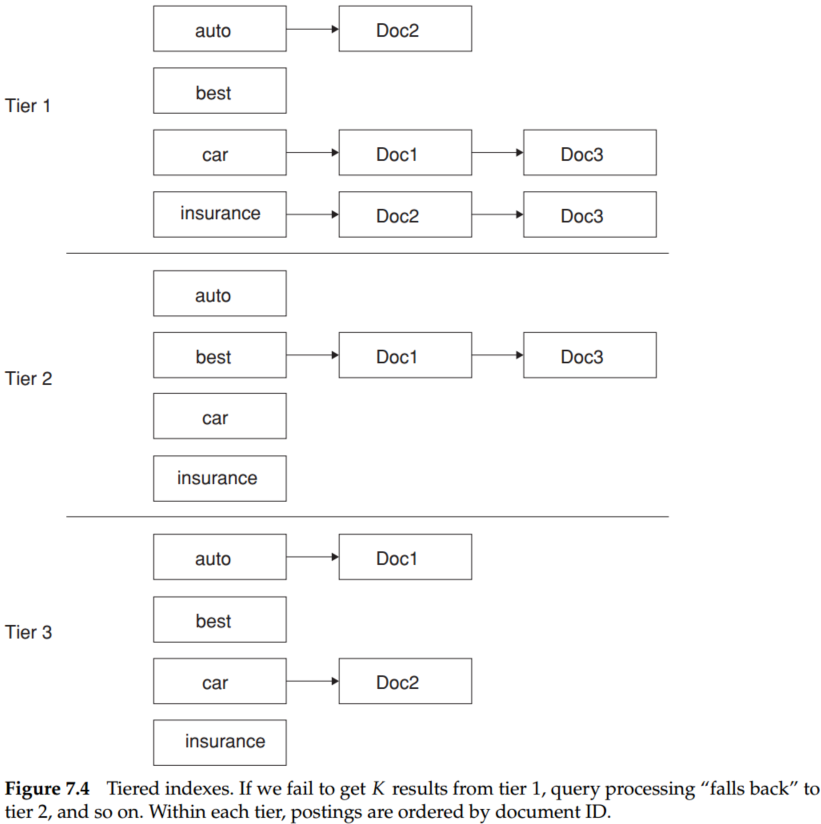 auto Doc2
best
Tier 1
car Doc1 Doc3
insurance Doc2 Doc3
auto
best Doc1 Doc3
Tier 2
car
insurance
auto Doc1
best
Tier 3
car Doc2
insurance
Figure 7.4 Tiered indexes. If we fail to get K results from tier 1, query processing “falls back” to
tier 2, and so on. Within each tier, postings are ordered by document ID.